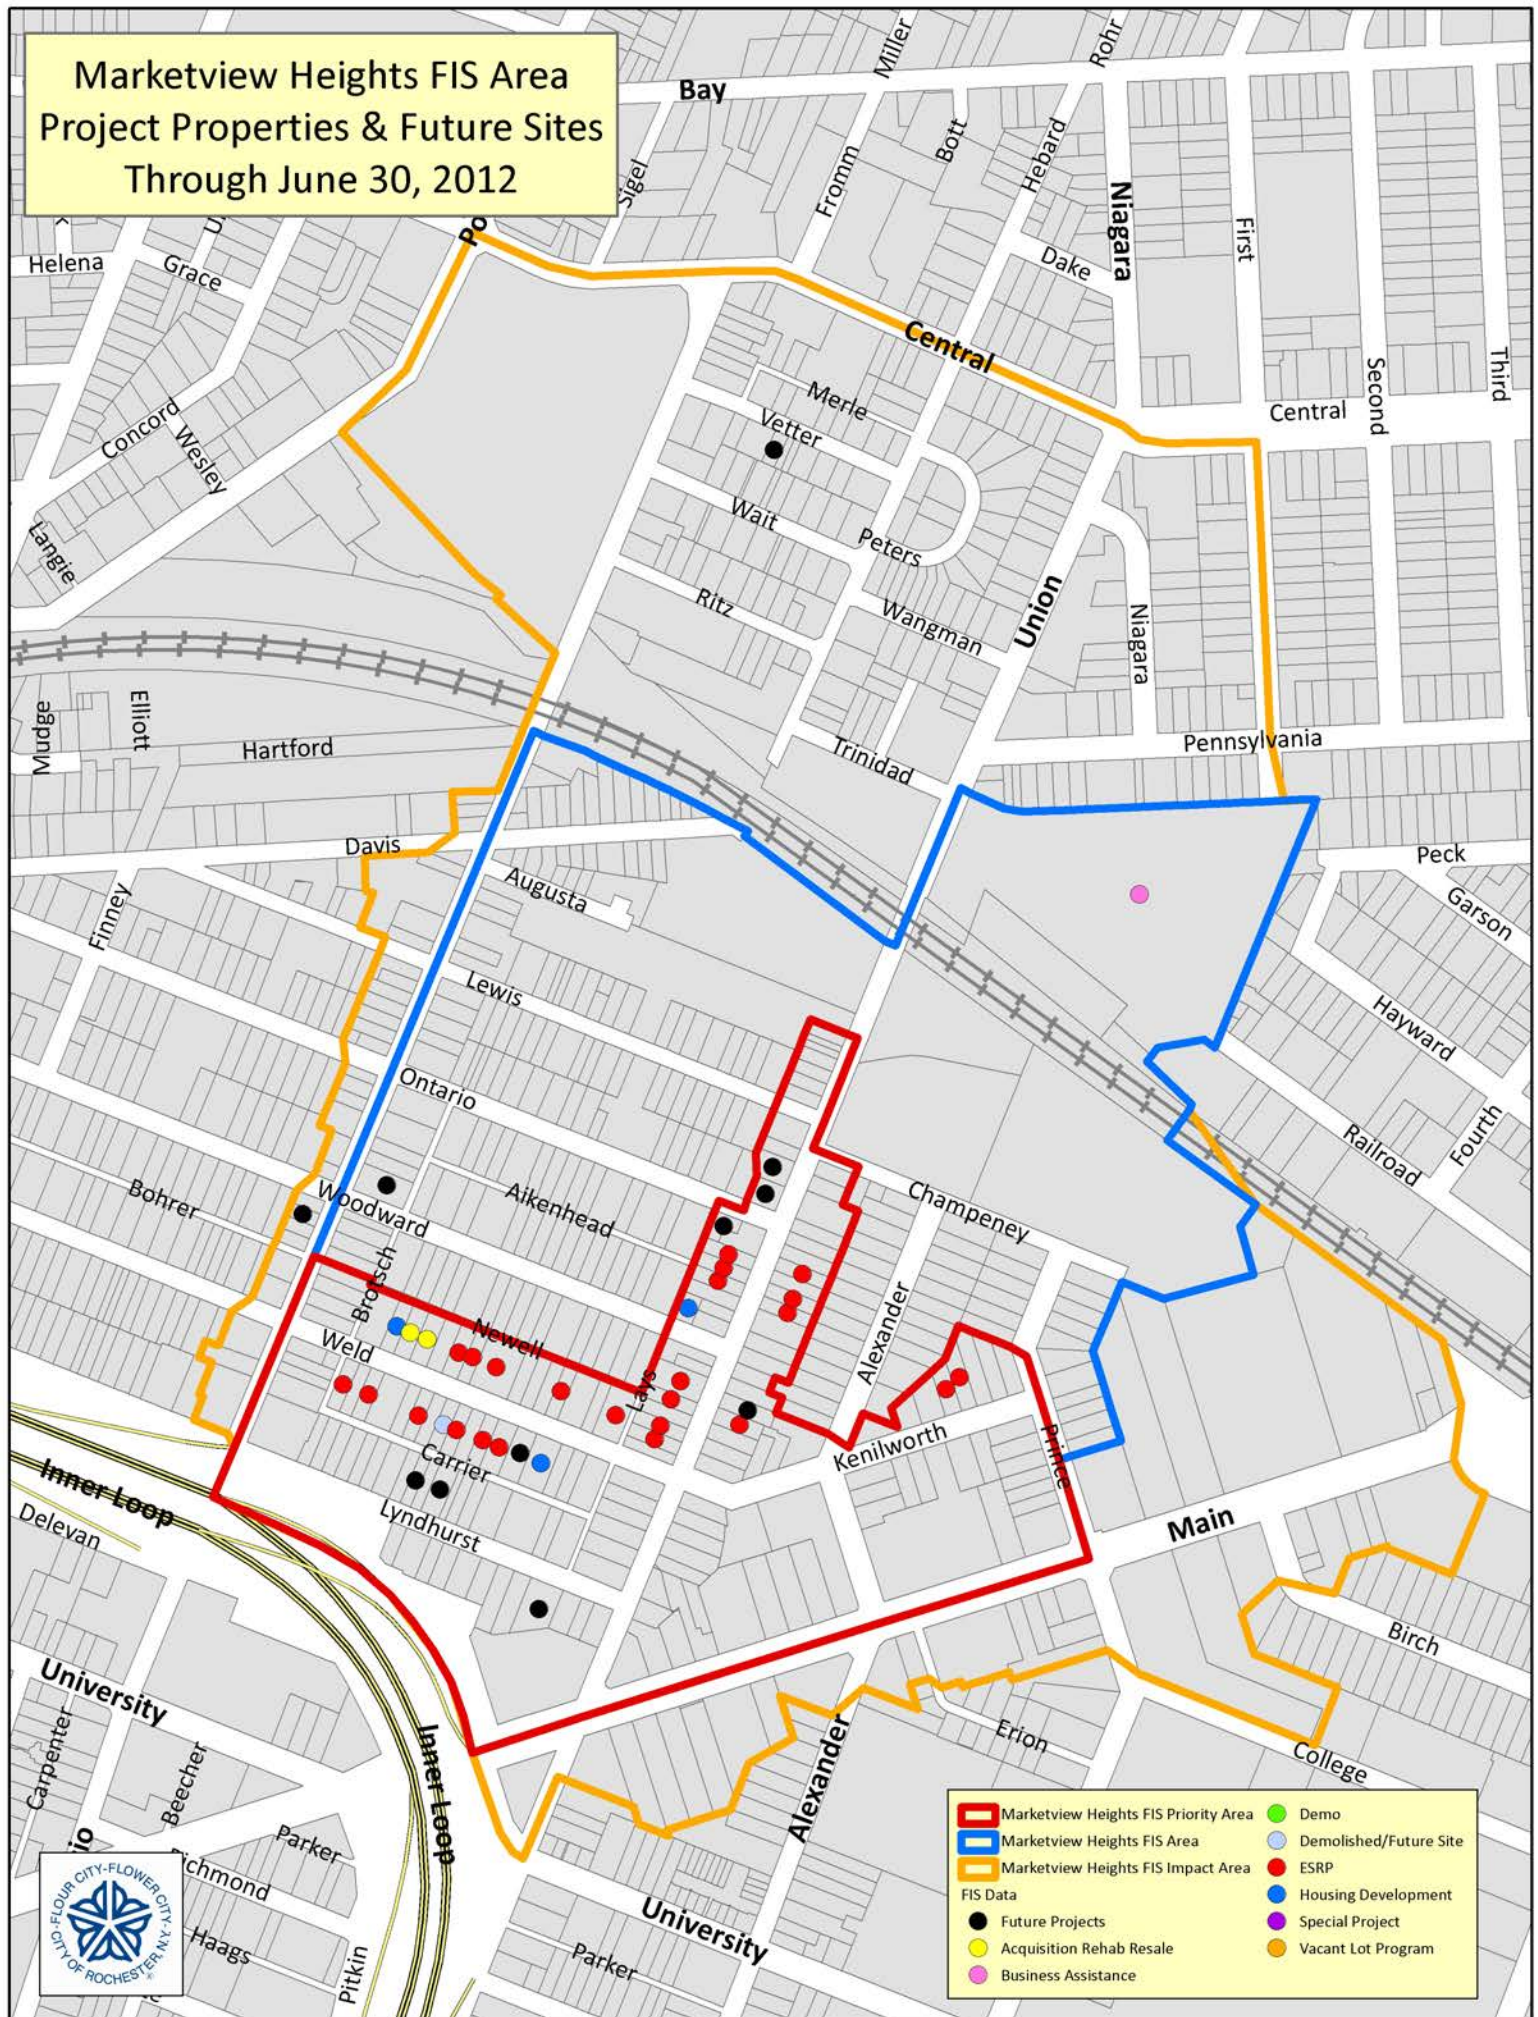 Marketview Heights FIS Area
Project Properties & Future Sites
Through June 30, 2012
Bay
Miller
Rohr
Sigel
Fromm
Bott
Hebard
Niagara
First
Helena
Grace
Dake
Central
Central
Second
Third
Concord
Wesley
Merle
Vetter
Wait
Peters
Langie
Ritz
Wangman
Union
Niagara
Mudge
Elliott
Hartford
Trinidad
Pennsylvania
Davis
Peck
Augusta
Garson
Finney
Lewis
Hayward
Ontario
Fourth
Railroad
Bohrer
Woodward
Aikenhead
Champeney
Brotsch
Alexander
Weld
Newell
Lays
Kenilworth
Prince
Carrier
Inner Loop
Lyndhurst
Delevan
Main
Birch
University
Inner Loop
Carpenter
Beecher
Erion
College
Alexander
Parker
Haags
Pitkin
University
Parker
Marketview Heights FIS Priority Area
Marketview Heights FIS Area
Marketview Heights FIS Impact Area
FIS Data
Future Projects
Acquisition Rehab Resale
Business Assistance
Demo
Demolished/Future Site
ESRP
Housing Development
Special Project
Vacant Lot Program
FLOUR CITY-FLOWER CITY
CITY OF ROCHESTER, N.Y.